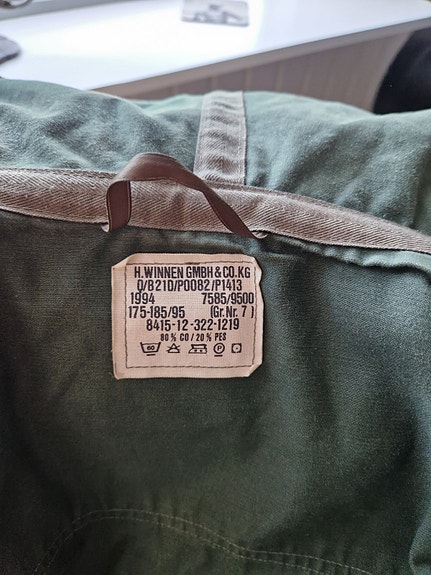 H.WINNEN GMBH & CO.KG
Q/B21D/P0082/P1413
1994 7585/9500
175-185/95 (Gr.Nr. 7)
8415-12-322-1219
80% CO/20% PES
60 P